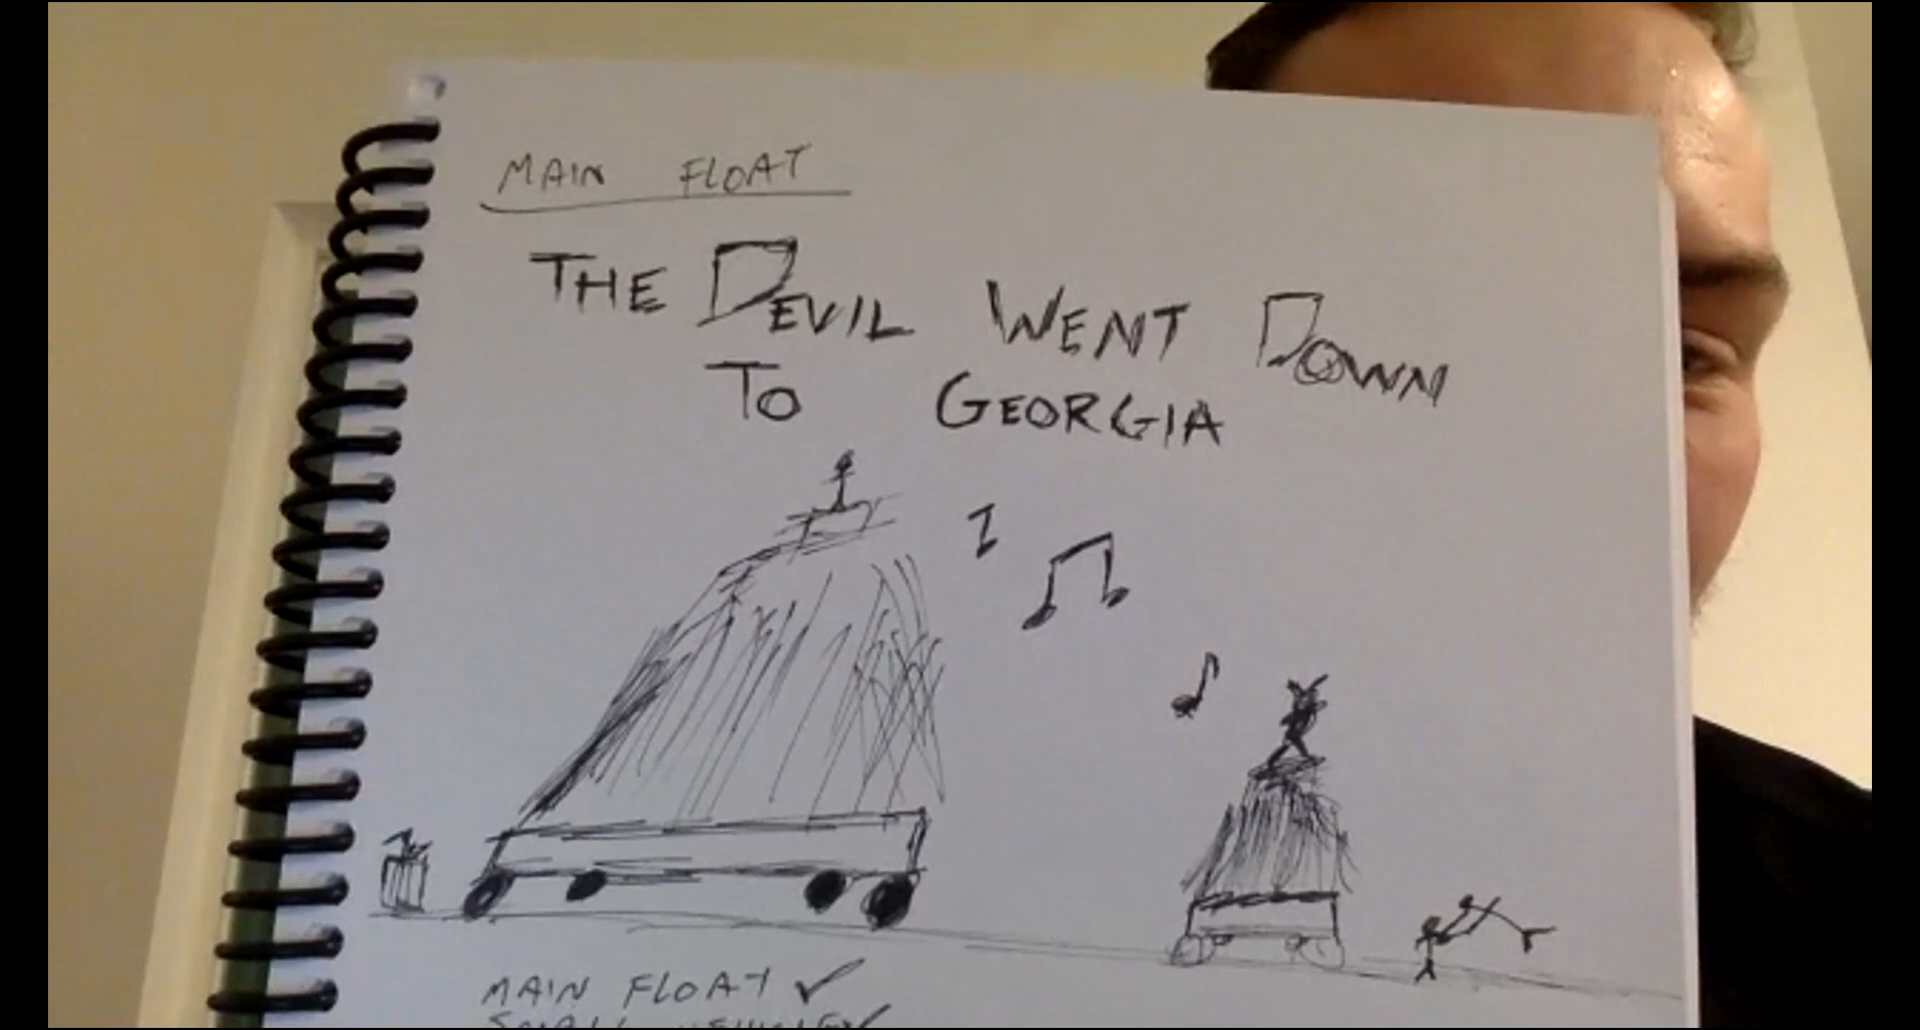 MAIN FLOAT
THE DEVIL WENT DOWN
TO GEORGIA
MAIN FLOAT ✓